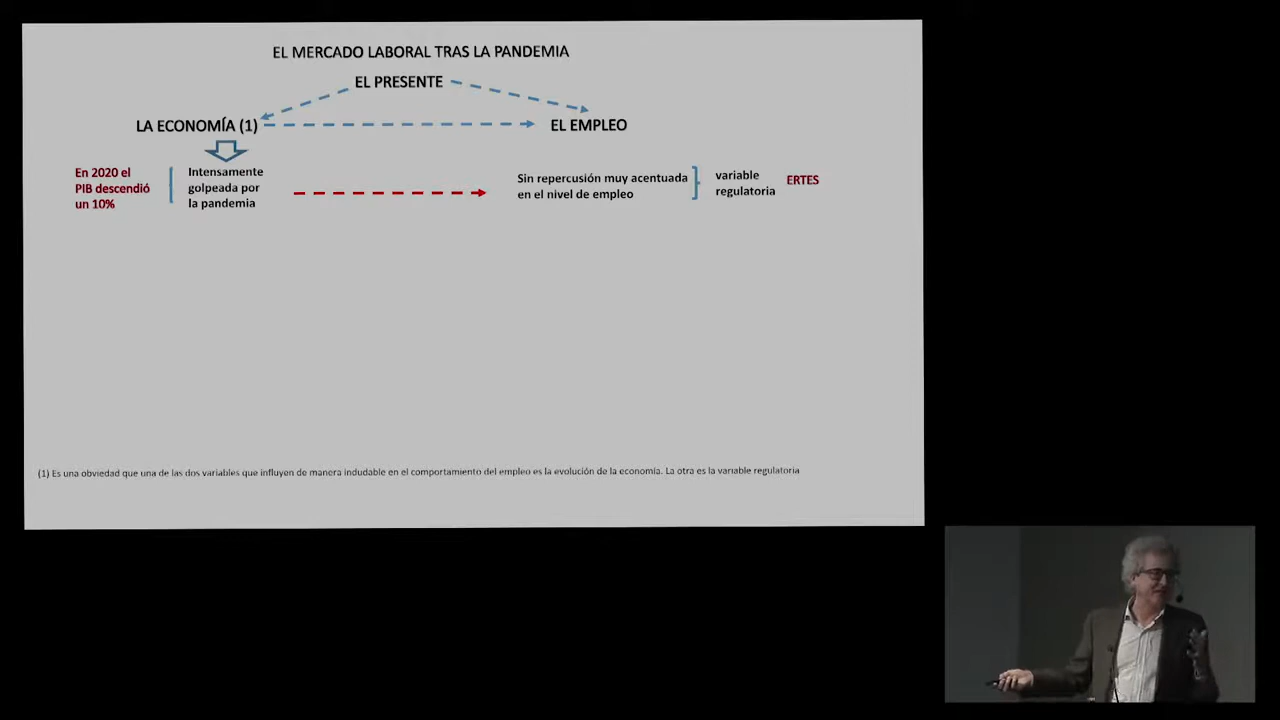 EL MERCADO LABORAL TRAS LA PANDEMIA
EL PRESENTE
LA ECONOMÍA (1)
EL EMPLEO
En 2020 el
PIB descendió
un 10%
Intensamente
golpeada por
la pandemia
Sin repercusión muy acentuada
en el nivel de empleo
variable
regulatoria
ERTES
(1) Es una obviedad que una de las dos variables que influyen de manera indudable en el comportamiento del empleo es la evolución de la economía. La otra es la variable regulatoria